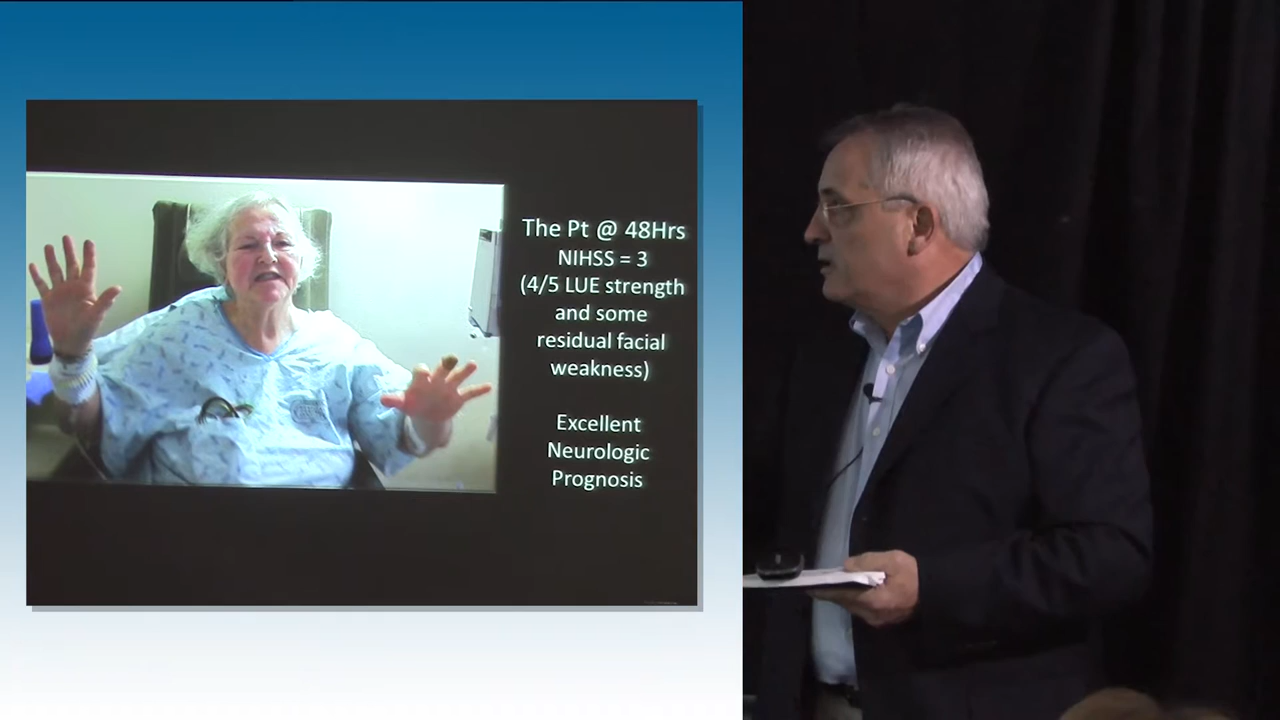 The Pt @ 48Hrs
NIHSS = 3
(4/5 LUE strength
and some
residual facial
weakness)
Excellent
Neurologic
Prognosis